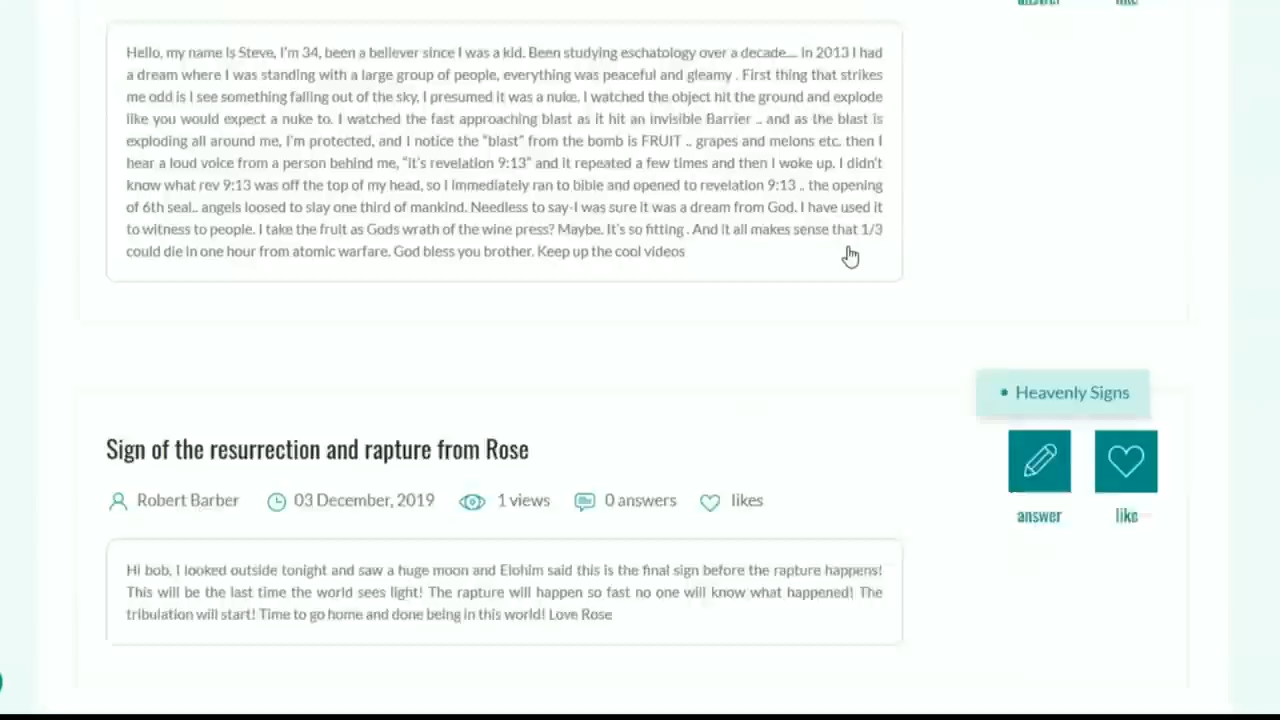 answer like
Hello, my name is Steve, I'm 34, been a believer since I was a kid. Been studying eschatology over a decade.... In 2013 I had
a dream where I was standing with a large group of people, everything was peaceful and gleamy . First thing that strikes
me odd is I see something falling out of the sky, I presumed it was a nuke. I watched the object hit the ground and explode
like you would expect a nuke to. I watched the fast approaching blast as it hit an invisible Barrier .. and as the blast is
exploding all around me, I'm protected, and I notice the “blast” from the bomb is FRUIT .. grapes and melons etc. then I
hear a loud voice from a person behind me, “it's revelation 9:13” and it repeated a few times and then I woke up. I didn't
know what rev 9:13 was off the top of my head, so I immediately ran to bible and opened to revelation 9:13 .. the opening
of 6th seal.. angels loosed to slay one third of mankind. Needless to say-I was sure it was a dream from God. I have used it
to witness to people. I take the fruit as Gods wrath of the wine press? Maybe. It's so fitting . And it all makes sense that 1/3
could die in one hour from atomic warfare. God bless you brother. Keep up the cool videos
• Heavenly Signs
Sign of the resurrection and rapture from Rose
Robert Barber 03 December, 2019 1 views 0 answers likes
answer like
Hi bob, I looked outside tonight and saw a huge moon and Elohim said this is the final sign before the rapture happens!
This will be the last time the world sees light! The rapture will happen so fast no one will know what happened! The
tribulation will start! Time to go home and done being in this world! Love Rose